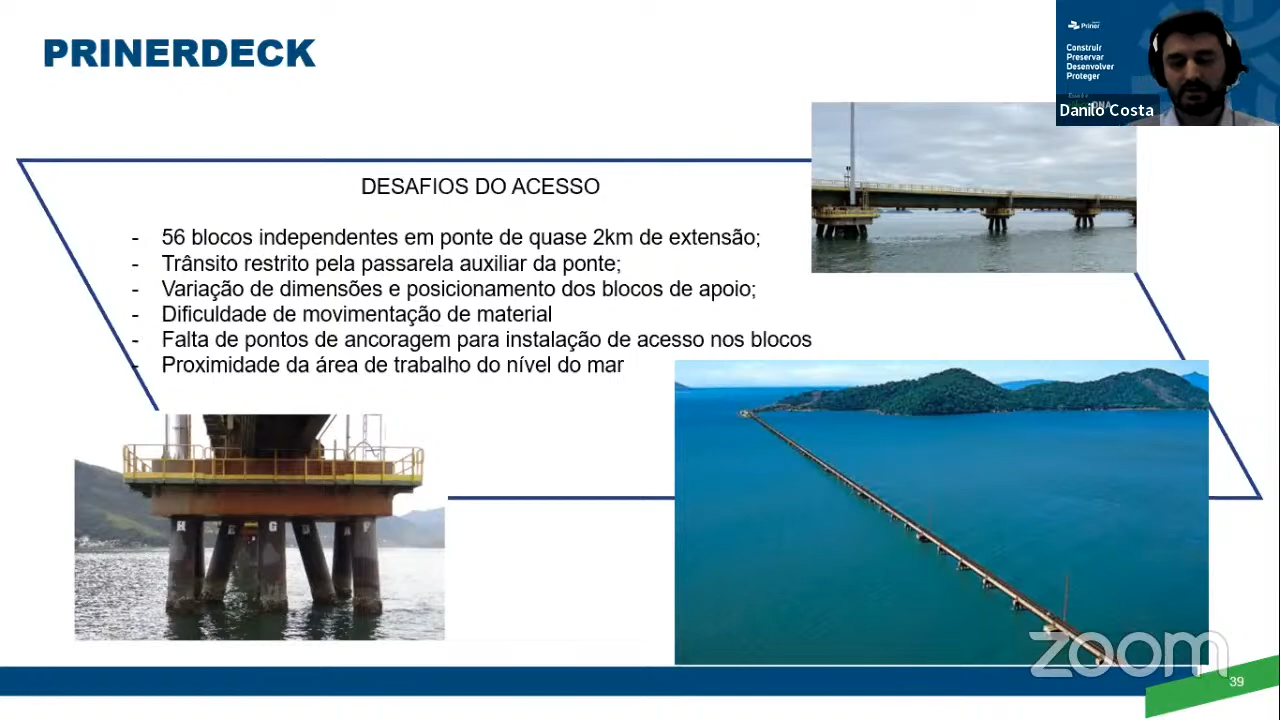 PRINERDECK
Priner
Construir
Preservar
Desenvolver
Proteger
Danilo Costa
DESAFIOS DO ACESSO
- 56 blocos independentes em ponte de quase 2km de extensão;
- Trânsito restrito pela passarela auxiliar da ponte;
- Variação de dimensões e posicionamento dos blocos de apoio;
- Dificuldade de movimentação de material
- Falta de pontos de ancoragem para instalação de acesso nos blocos
- Proximidade da área de trabalho do nível do mar
H E G D A F
zoom
39